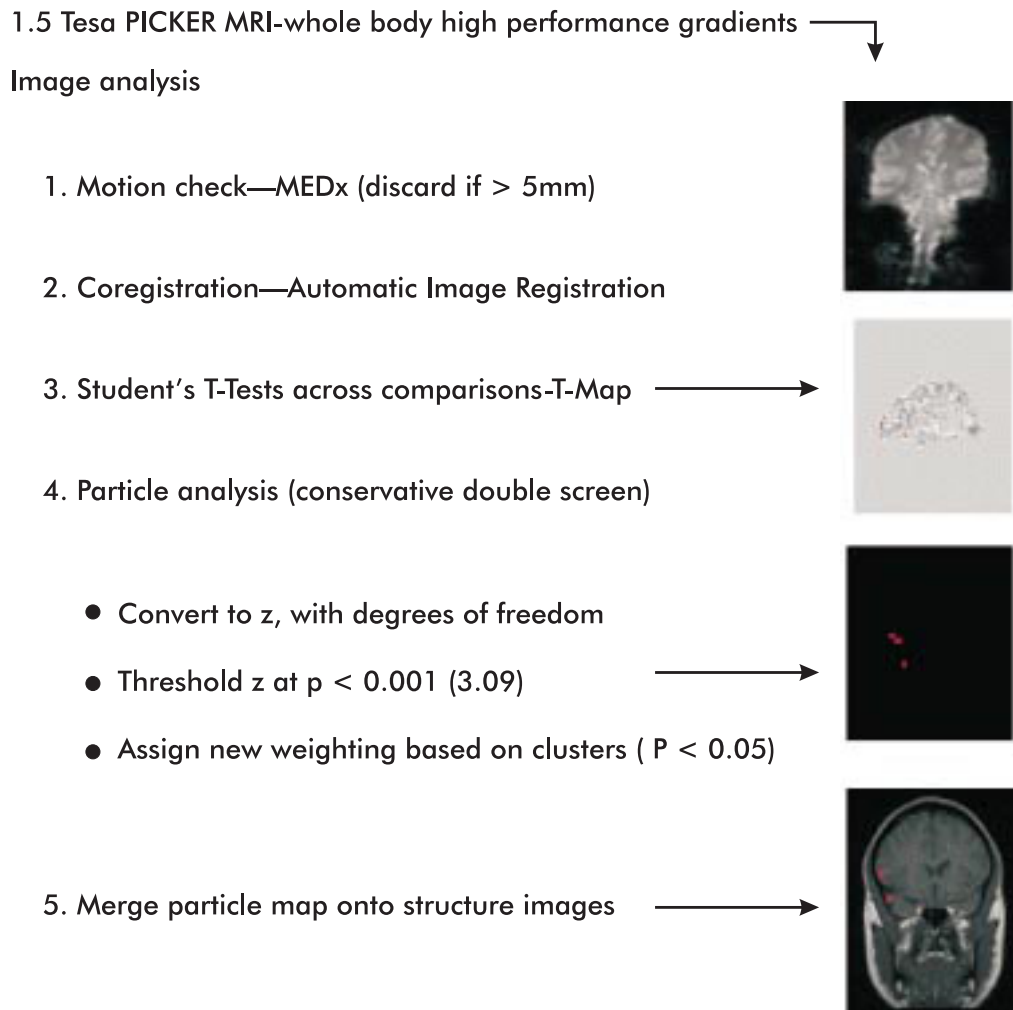 1.5 Tesa PICKER MRI-whole body high performance gradients
Image analysis
1. Motion check—MEDx (discard if > 5mm)
2. Coregistration—Automatic Image Registration
3. Student’s T-Tests across comparisons-T-Map
4. Particle analysis (conservative double screen)
● Convert to z, with degrees of freedom
● Threshold z at p < 0.001 (3.09)
● Assign new weighting based on clusters ( P < 0.05)
5. Merge particle map onto structure images